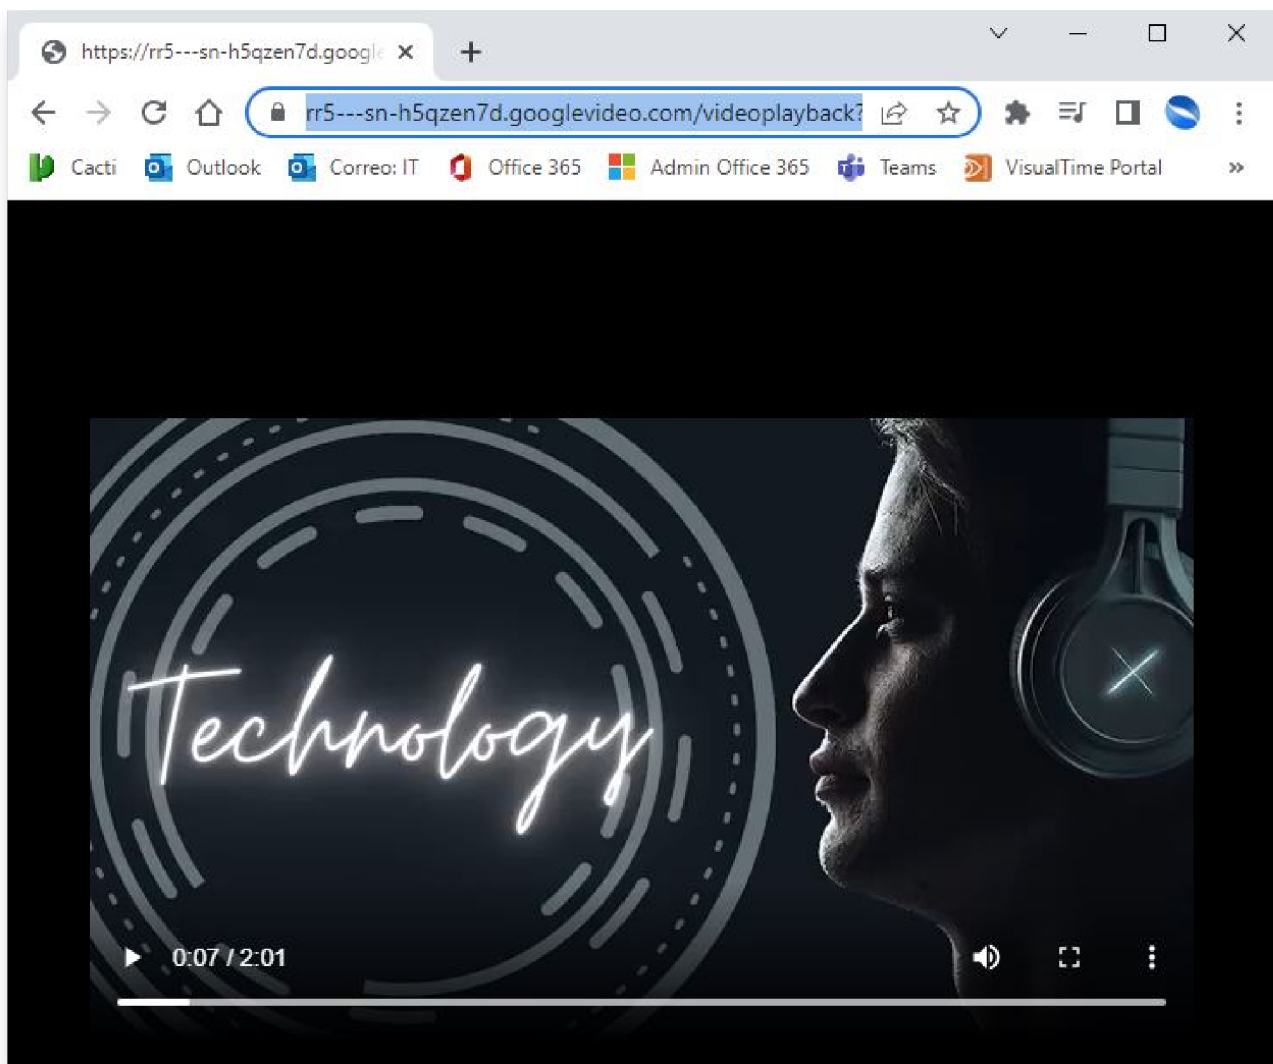 https://rr5---sn-h5qzen7d.google
rr5---sn-h5qzen7d.googlevideo.com/videoplayback?
Cacti Outlook Correo: IT Office 365 Admin Office 365 Teams VisualTime Portal »
Technology
0:07 / 2:01